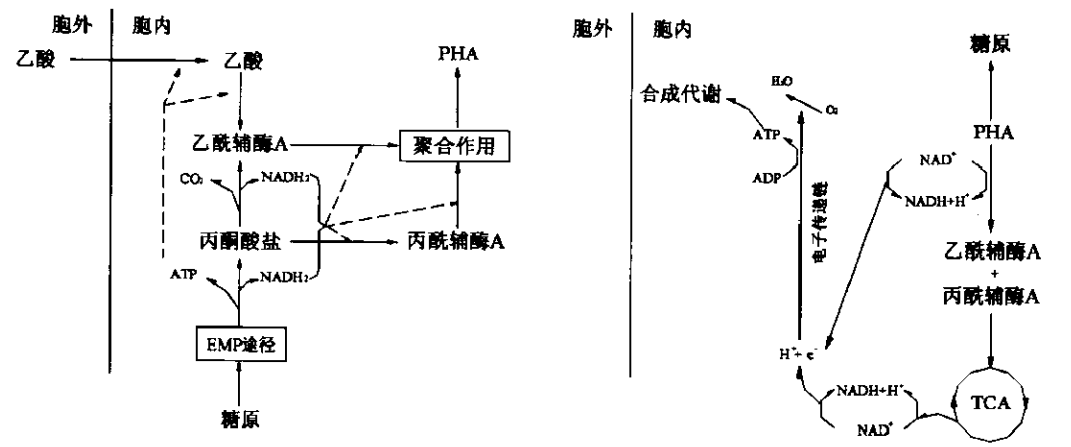 胞外
胞内
乙酸
乙酸
PHA
乙酰辅酶A
聚合作用
CO₂
NADH₂
丙酮酸盐
丙酰辅酶A
ATP
NADH₂
EMP途径
糖原
胞外
胞内
糖原
H₂O
O₂
合成代谢
ATP
PHA
ADP
NAD⁺
NADH+H⁺
电子传递链
乙酰辅酶A
+
丙酰辅酶A
H⁺+ e⁻
NADH+H⁺
TCA
NAD⁺